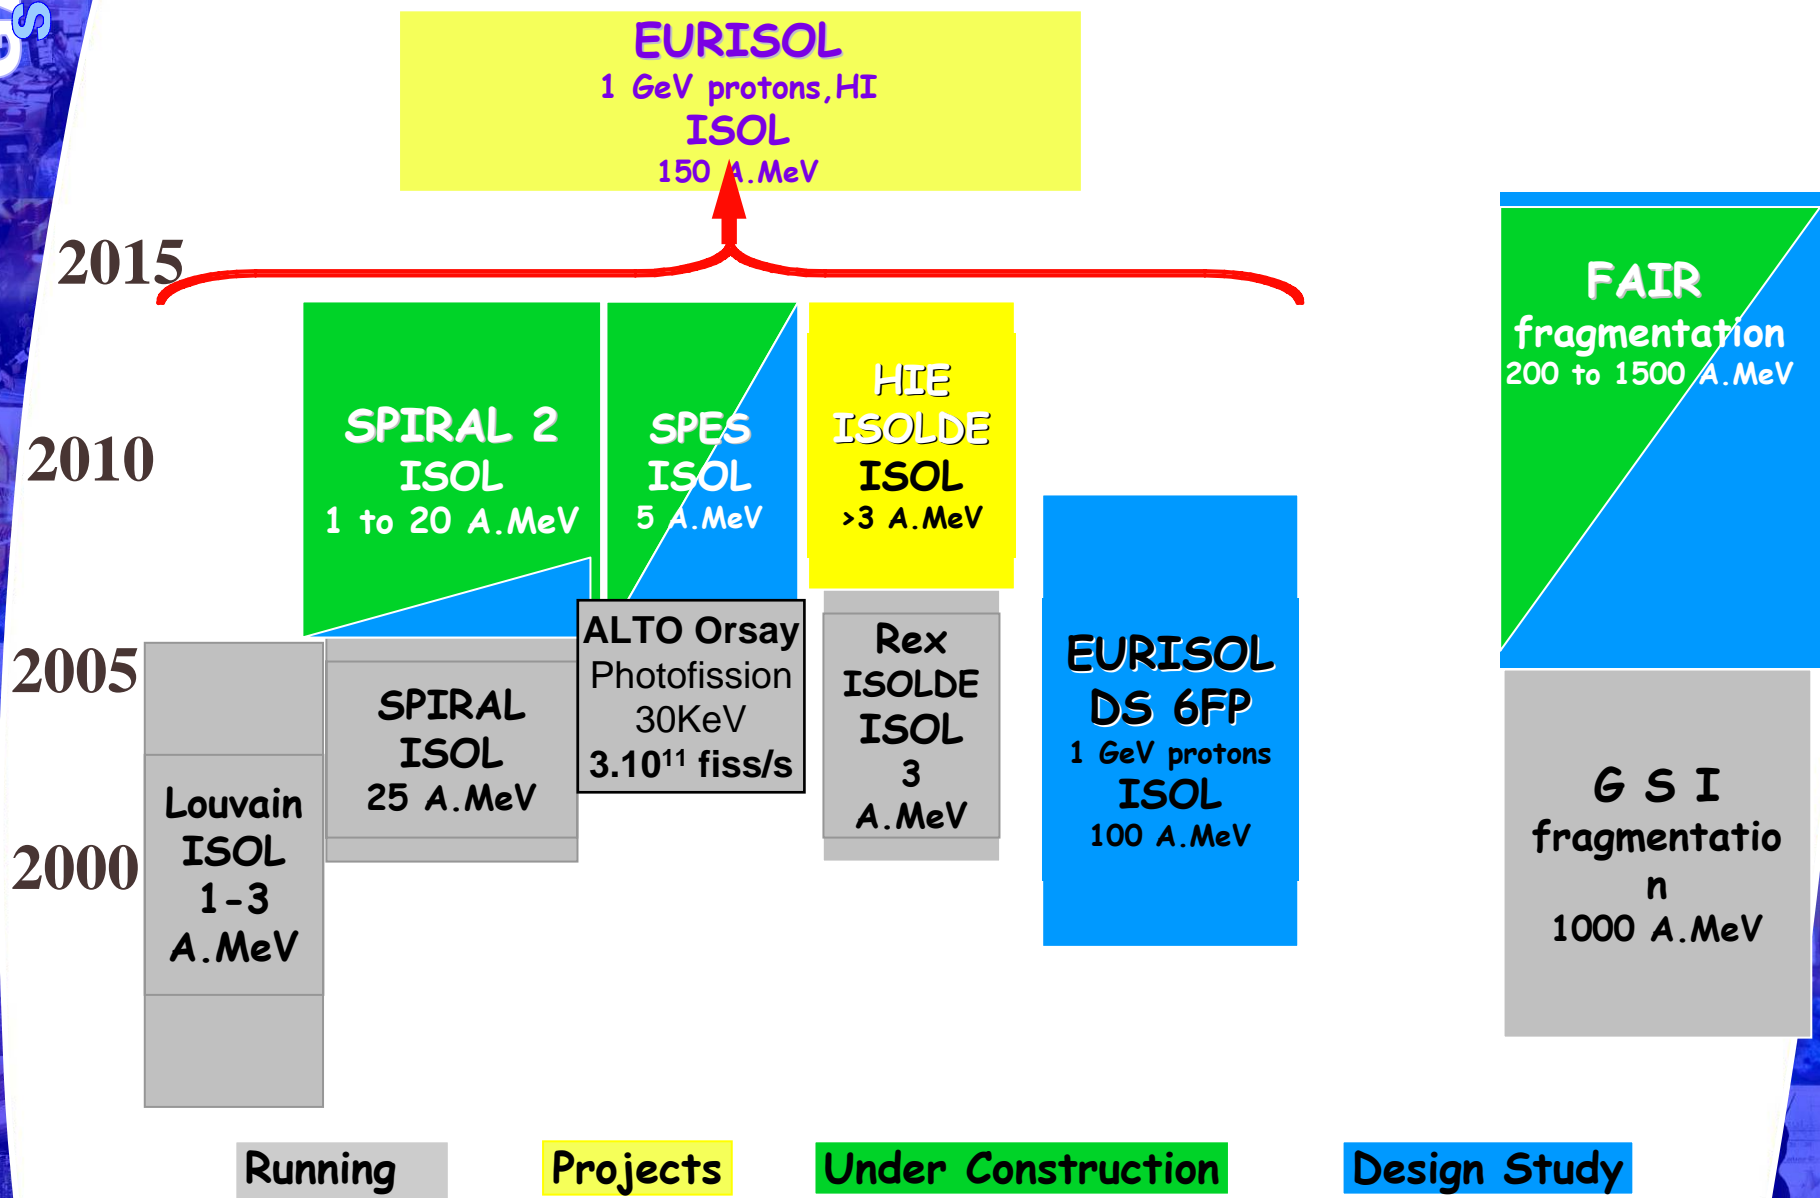 EURISOL
1 GeV protons,HI
ISOL
150 A.MeV
2015
2010
2005
2000
SPIRAL 2
ISOL
1 to 20 A.MeV
SPES
ISOL
5 A.MeV
HIE
ISOLDE
ISOL
>3 A.MeV
FAIR
fragmentation
200 to 1500 A.MeV
Louvain
ISOL
1-3
A.MeV
SPIRAL
ISOL
25 A.MeV
ALTO Orsay
Photofission
30KeV
3.10¹¹ fiss/s
Rex
ISOLDE
ISOL
3
A.MeV
EURISOL
DS 6FP
1 GeV protons
ISOL
100 A.MeV
G S I
fragmentatio
n
1000 A.MeV
Running
Projects
Under Construction
Design Study